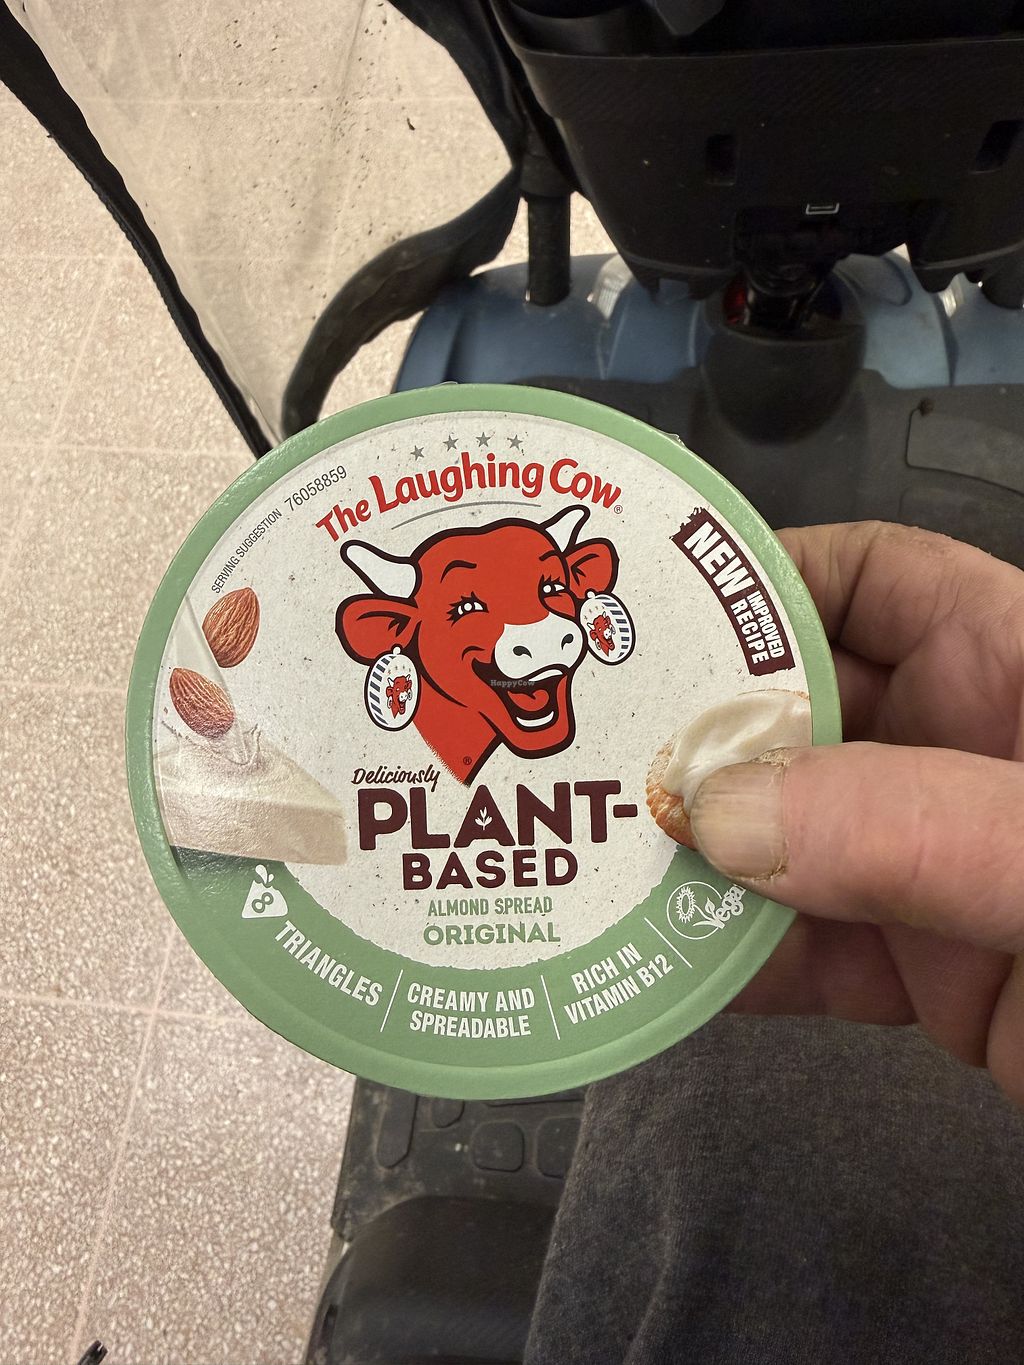 The Laughing Cow®
SERVING SUGGESTION 76058859
NEW
IMPROVED
RECIPE
HappyCow
®
Deliciously
PLANT-
BASED
ALMOND SPREAD
ORIGINAL
8
TRIANGLES
CREAMY AND
SPREADABLE
RICH IN
VITAMIN B12